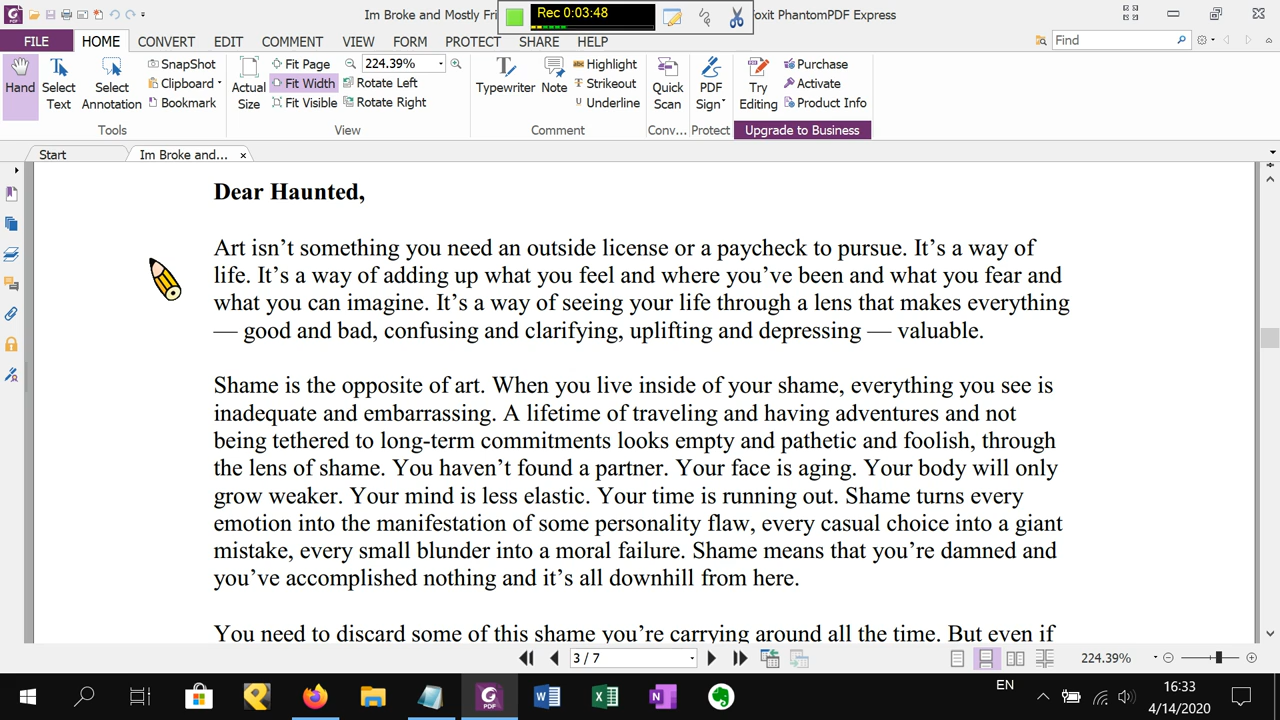 Im Broke and Mostly Fri
Rec 0:03:48
oxit PhantomPDF Express
FILE HOME CONVERT EDIT COMMENT VIEW FORM PROTECT SHARE HELP
Find
Hand
Select Text
Select Annotation
SnapShot
Clipboard
Bookmark
Tools
Actual Size
Fit Page
Fit Width
Fit Visible
224.39%
Rotate Left
Rotate Right
View
Typewriter
Note
Highlight
Strikeout
Underline
Comment
Quick Scan
Conv...
PDF Sign
Protect
Try Editing
Purchase
Activate
Product Info
Upgrade to Business
Start
Im Broke and...
Dear Haunted,
Art isn’t something you need an outside license or a paycheck to pursue. It’s a way of
life. It’s a way of adding up what you feel and where you’ve been and what you fear and
what you can imagine. It’s a way of seeing your life through a lens that makes everything
— good and bad, confusing and clarifying, uplifting and depressing — valuable.
Shame is the opposite of art. When you live inside of your shame, everything you see is
inadequate and embarrassing. A lifetime of traveling and having adventures and not
being tethered to long-term commitments looks empty and pathetic and foolish, through
the lens of shame. You haven’t found a partner. Your face is aging. Your body will only
grow weaker. Your mind is less elastic. Your time is running out. Shame turns every
emotion into the manifestation of some personality flaw, every casual choice into a giant
mistake, every small blunder into a moral failure. Shame means that you’re damned and
you’ve accomplished nothing and it’s all downhill from here.
You need to discard some of this shame you’re carrying around all the time. But even if
3 / 7
224.39%
EN
16:33
4/14/2020